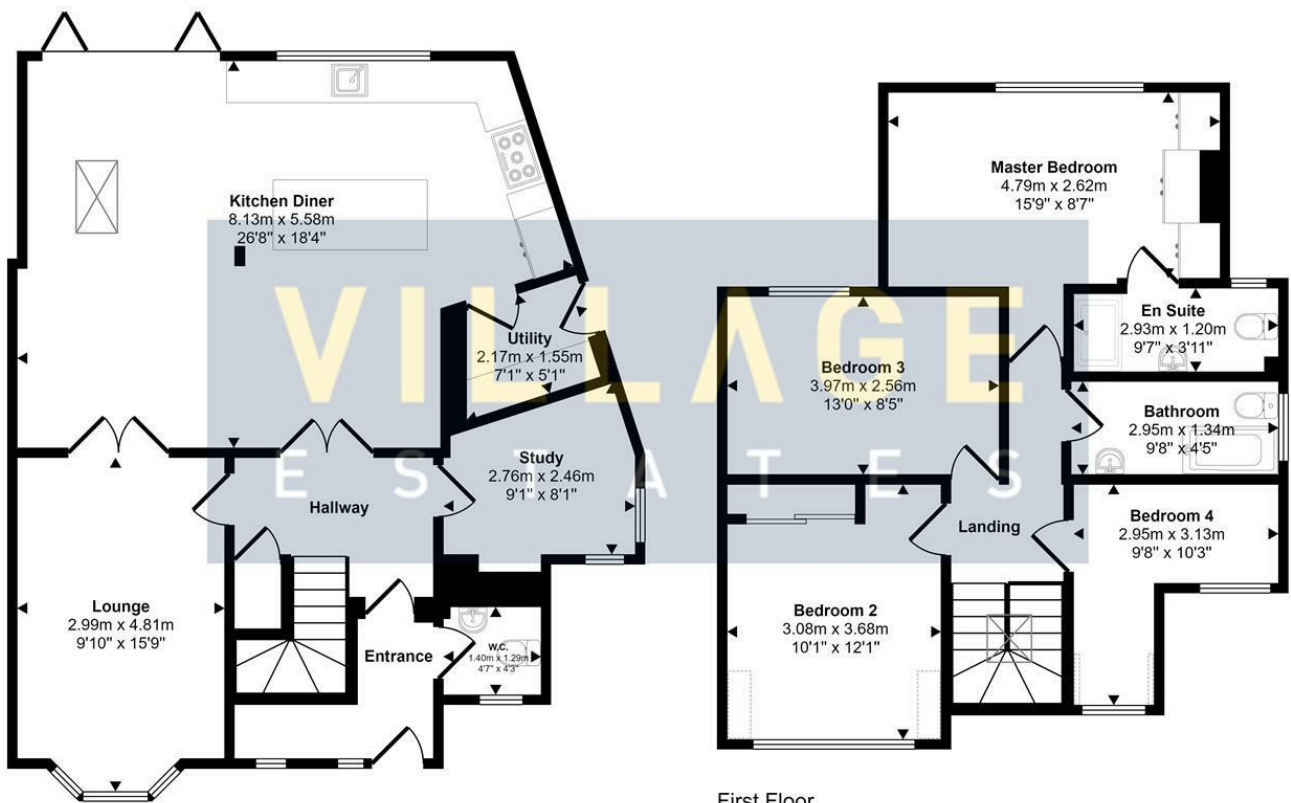 Kitchen Diner
8.13m x 5.58m
26'8" x 18'4"
Utility
2.17m x 1.55m
7'1" x 5'1"
Study
2.76m x 2.46m
9'1" x 8'1"
Hallway
Lounge
2.99m x 4.81m
9'10" x 15'9"
Entrance
W.C.
1.40m x 1.29m
4'7" x 4'3"
Master Bedroom
4.79m x 2.62m
15'9" x 8'7"
En Suite
2.93m x 1.20m
9'7" x 3'11"
Bedroom 3
3.97m x 2.56m
13'0" x 8'5"
Bathroom
2.95m x 1.34m
9'8" x 4'5"
Landing
Bedroom 4
2.95m x 3.13m
9'8" x 10'3"
Bedroom 2
3.08m x 3.68m
10'1" x 12'1"
First Floor
VILLAGE
ESTATES